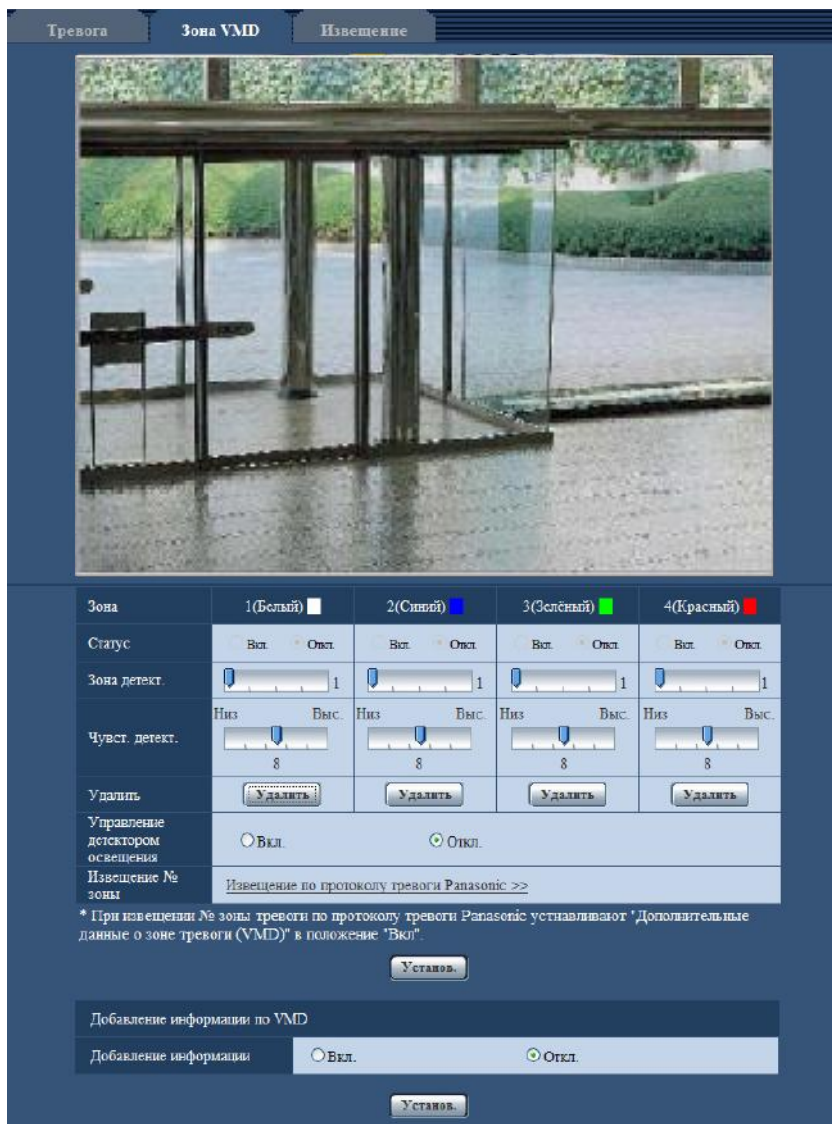 Тревога Зона VMD Извещение
Зона 1(Белый) 2(Синий) 3(Зелёный) 4(Красный)
Статус Вкл. Откл. Вкл. Откл. Вкл. Откл. Вкл. Откл.
Зона детект. 1 1 1 1
Чувст. детект. Низ Выс. Низ Выс. Низ Выс. Низ Выс.
8 8 8 8
Удалить Удалить Удалить Удалить Удалить
Управление
детектором
освещения
Вкл. Откл.
Извещение №
зоны
Извещение по протоколу тревоги Panasonic >>
* При извещении № зоны тревоги по протоколу тревоги Panasonic устнавливают "Дополнительные
данные о зоне тревоги (VMD)" в положение "Вкл".
Установ.
Добавление информации по VMD
Добавление информации Вкл. Откл.
Установ.